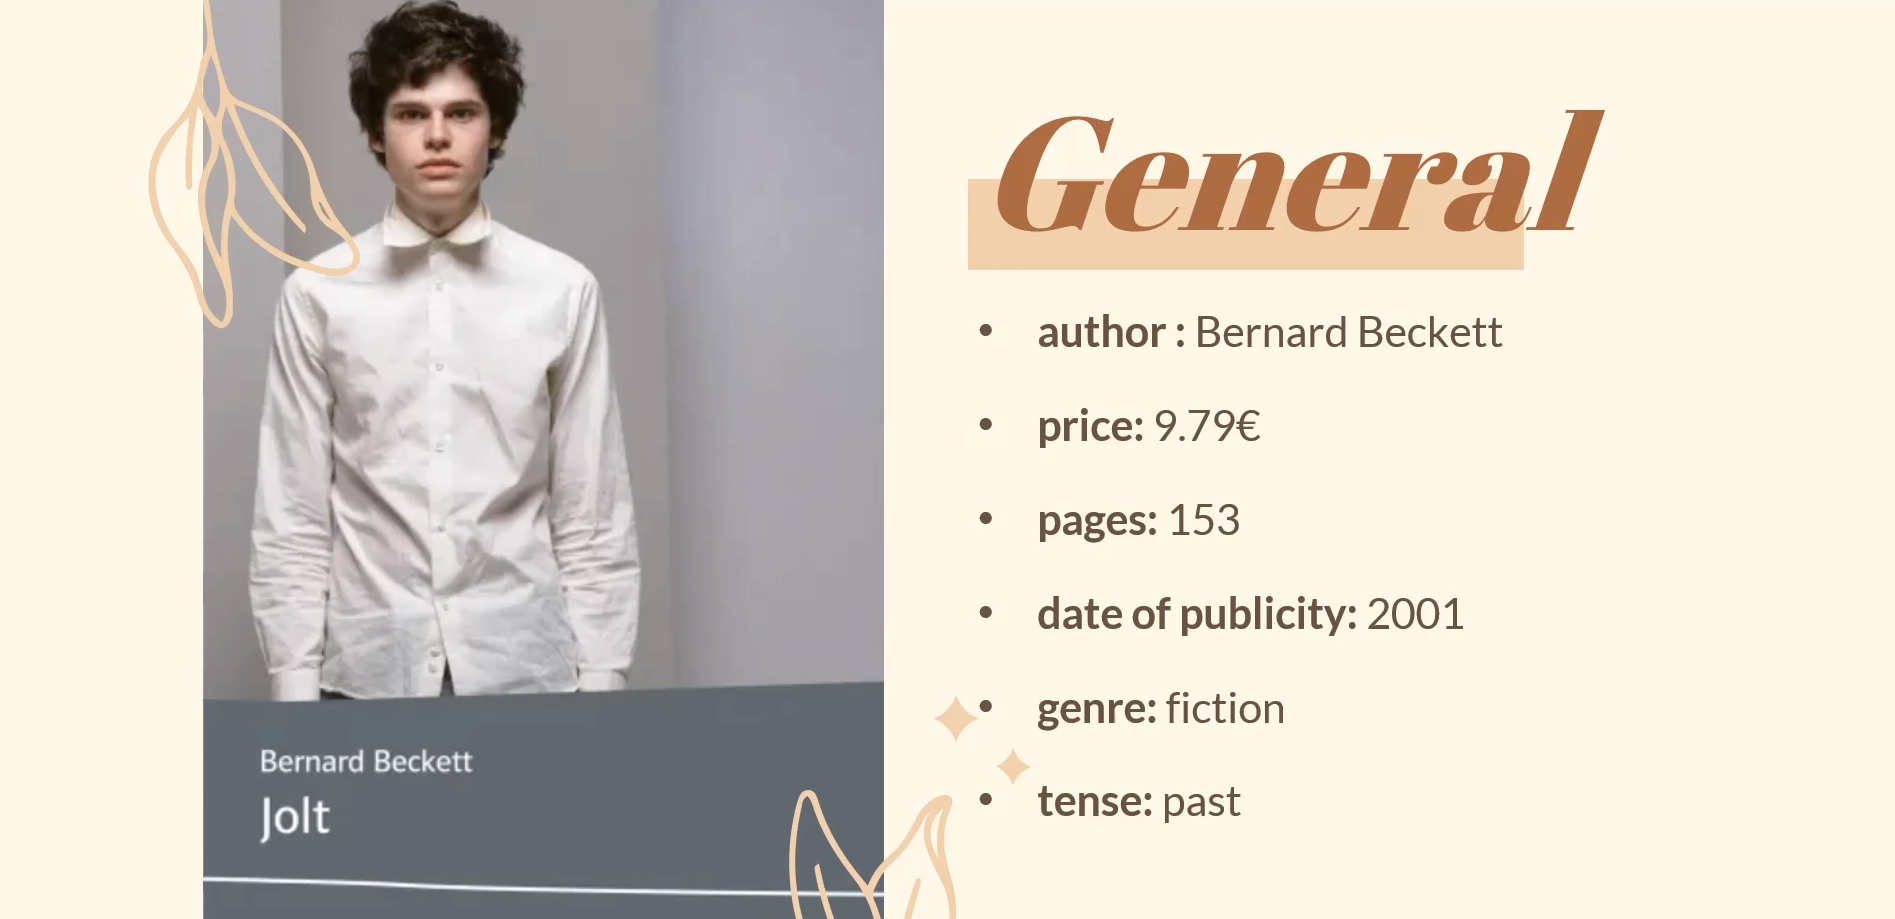 Bernard Beckett
Jolt
General
• author : Bernard Beckett
• price: 9.79€
• pages: 153
• date of publicity: 2001
• genre: fiction
• tense: past